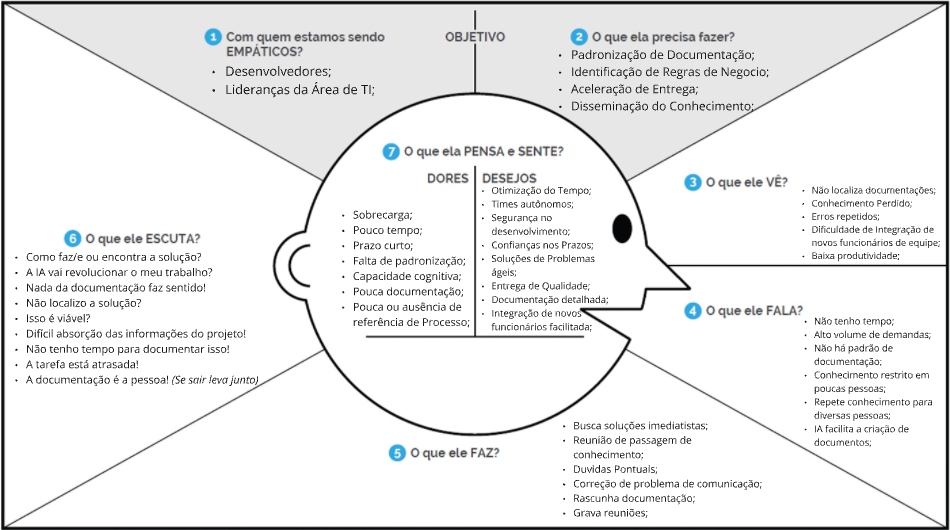 1 Com quem estamos sendo
EMPÁTICOS?
• Desenvolvedores;
• Lideranças da Área de TI;
OBJETIVO
2 O que ela precisa fazer?
• Padronização de Documentação;
• Identificação de Regras de Negocio;
• Aceleração de Entrega;
• Disseminação do Conhecimento;
3 O que ele VÊ?
• Não localiza documentações;
• Conhecimento Perdido;
• Erros repetidos;
• Dificuldade de Integração de
novos funcionários de equipe;
• Baixa produtividade;
4 O que ele FALA?
• Não tenho tempo;
• Alto volume de demandas;
• Não há padrão de
documentação;
• Conhecimento restrito em
poucas pessoas;
• Repete conhecimento para
diversas pessoas;
• IA facilita a criação de
documentos;
5 O que ele FAZ?
• Busca soluções imediatistas;
• Reunião de passagem de
conhecimento;
• Duvidas Pontuais;
• Correção de problema de comunicação;
• Rascunha documentação;
• Grava reuniões;
6 O que ele ESCUTA?
• Como faz/e ou encontra a solução?
• A IA vai revolucionar o meu trabalho?
• Nada da documentação faz sentido!
• Não localizo a solução?
• Isso é viável?
• Difícil absorção das informações do projeto!
• Não tenho tempo para documentar isso!
• A tarefa está atrasada!
• A documentação é a pessoa! (Se sair leva junto)
7 O que ela PENSA e SENTE?
DORES
• Sobrecarga;
• Pouco tempo;
• Prazo curto;
• Falta de padronização;
• Capacidade cognitiva;
• Pouca documentação;
• Pouca ou ausência de
referência de Processo;
DESEJOS
• Otimização do Tempo;
• Times autônomos;
• Segurança no
desenvolvimento;
• Confianças nos Prazos;
• Soluções de Problemas
ágeis;
• Entrega de Qualidade;
• Documentação detalhada;
• Integração de novos
funcionários facilitada;